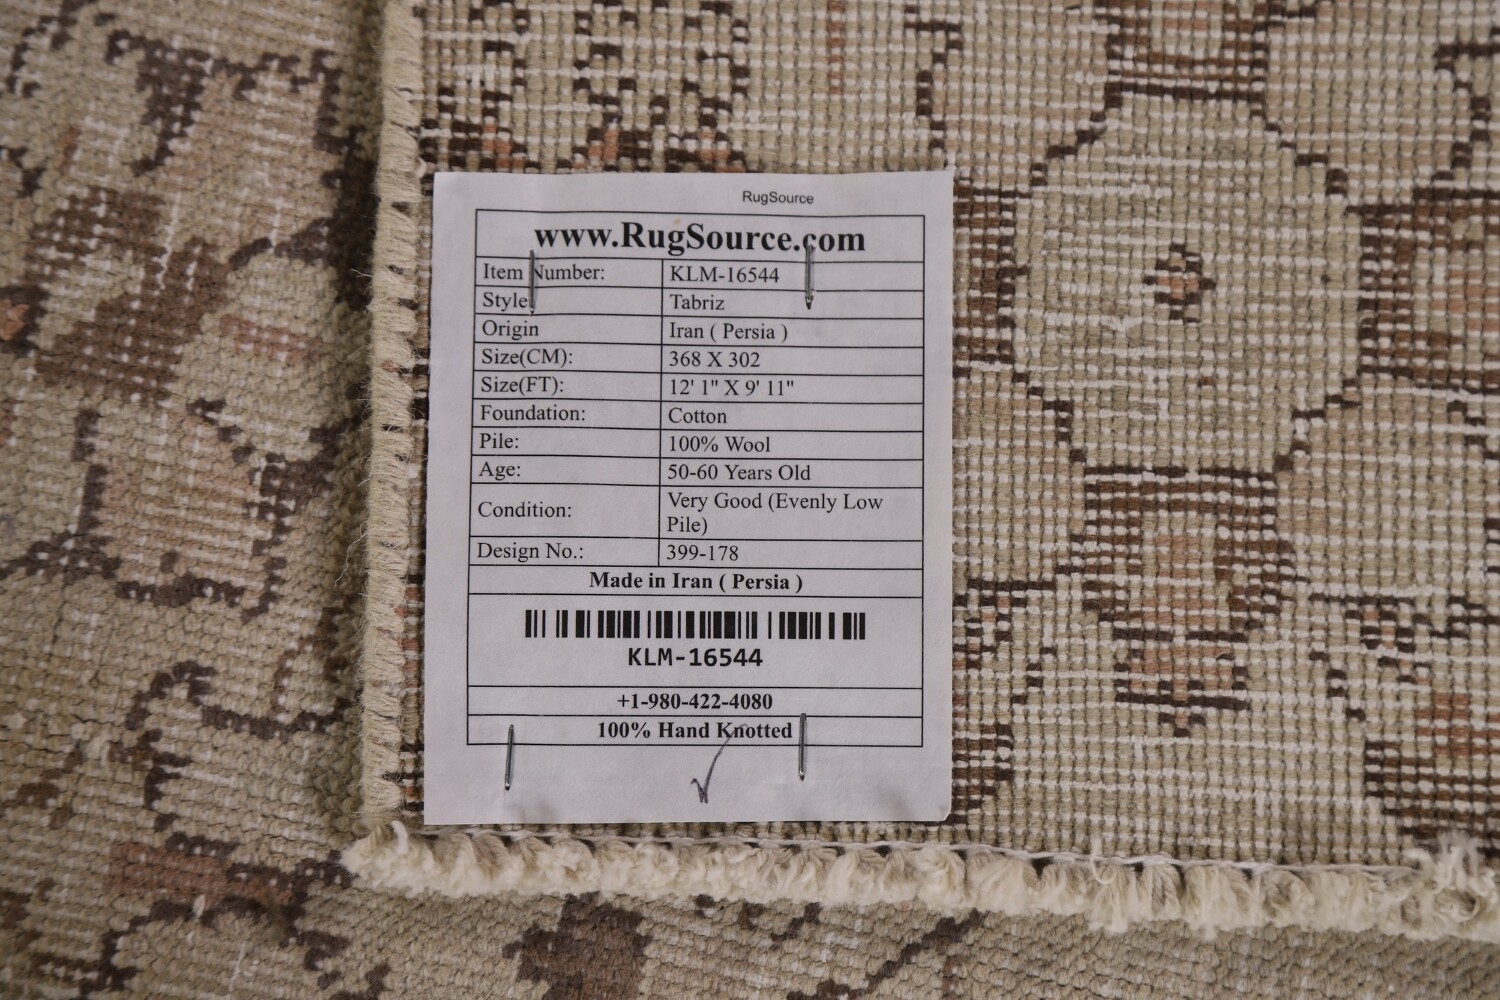 RugSource
www.RugSource.com
Item Number: KLM-16544
Style: Tabriz
Origin Iran ( Persia )
Size(CM): 368 X 302
Size(FT): 12' 1" X 9' 11"
Foundation: Cotton
Pile: 100% Wool
Age: 50-60 Years Old
Condition: Very Good (Evenly Low
Pile)
Design No.: 399-178
Made in Iran ( Persia )
KLM-16544
+1-980-422-4080
100% Hand Knotted